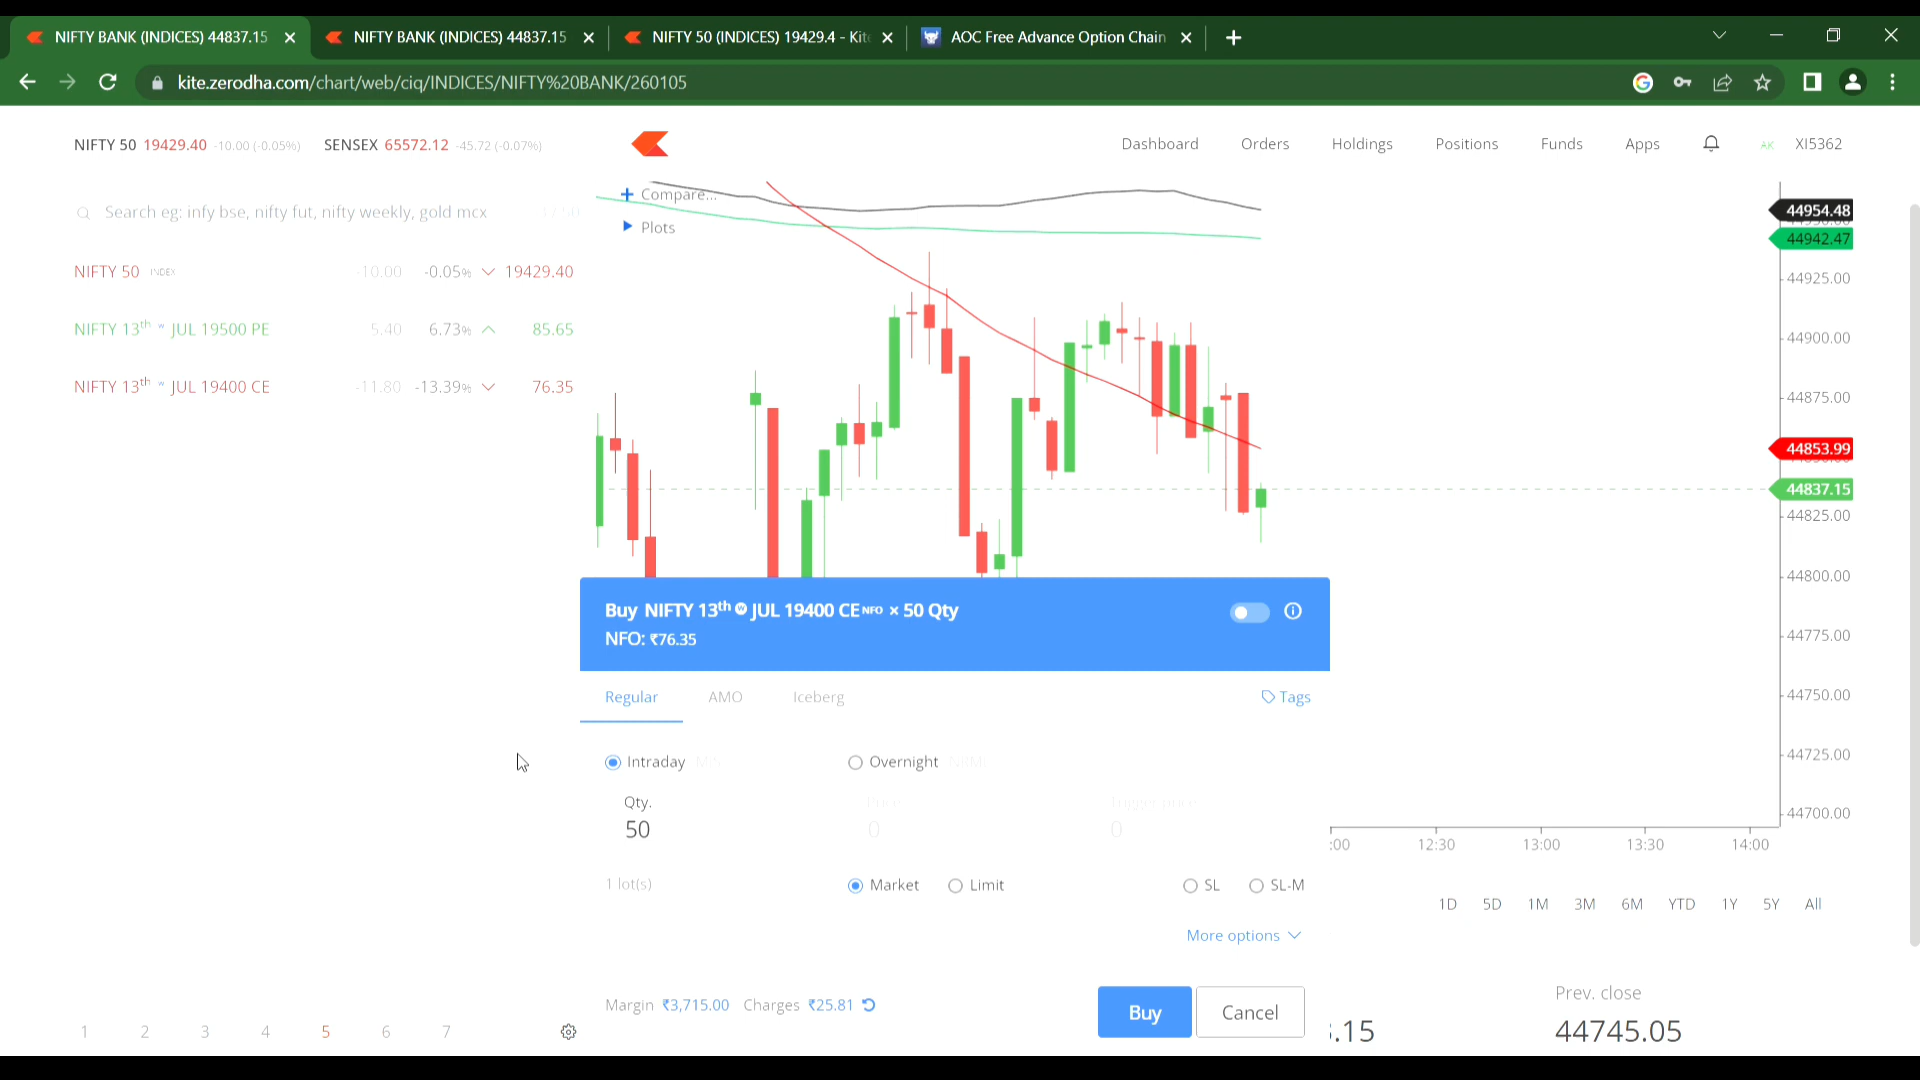 NIFTY BANK (INDICES) 44837.15
NIFTY BANK (INDICES) 44837.15
NIFTY 50 (INDICES) 19429.4 - Kite
AOC Free Advance Option Chain
kite.zerodha.com/chart/web/ciq/INDICES/NIFTY%20BANK/260105
NIFTY 50 19429.40 -10.00 (-0.05%) SENSEX 65572.12 -45.72 (-0.07%)
Dashboard Orders Holdings Positions Funds Apps AK XI5362
Search eg: infy bse, nifty fut, nifty weekly, gold mcx
NIFTY 50 INDEX -10.00 -0.05% 19429.40
NIFTY 13th w JUL 19500 PE 5.40 6.73% 85.65
NIFTY 13th w JUL 19400 CE -11.80 -13.39% 76.35
+ Compare...
Plots
44954.48
44942.47
44925.00
44900.00
44875.00
44853.99
44837.15
44825.00
44800.00
44775.00
44750.00
44725.00
44700.00
:00 12:30 13:00 13:30 14:00
Buy NIFTY 13th w JUL 19400 CE NFO × 50 Qty
NFO: ₹76.35
Regular AMO Iceberg Tags
Intraday MIS Overnight NRML
Qty. Price Trigger price
50 0 0
1 lot(s) Market Limit SL SL-M
More options
Margin ₹3,715.00 Charges ₹25.81
Buy Cancel
1D 5D 1M 3M 6M YTD 1Y 5Y All
Prev. close
.15 44745.05
1 2 3 4 5 6 7